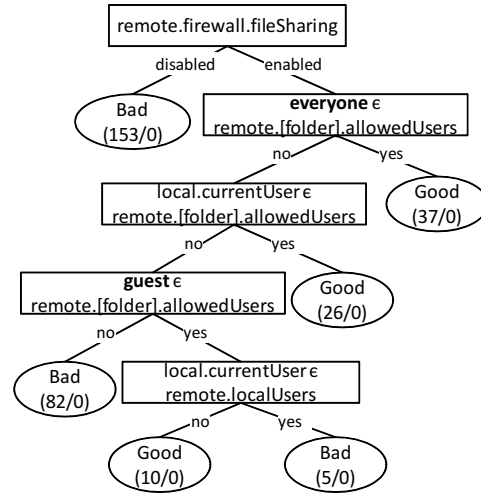 remote.firewall.fileSharing
disabled
enabled
Bad
(153/0)
everyone ϵ
remote.[folder].allowedUsers
no
yes
local.currentUser ϵ
remote.[folder].allowedUsers
Good
(37/0)
no
yes
guest ϵ
remote.[folder].allowedUsers
Good
(26/0)
no
yes
Bad
(82/0)
local.currentUser ϵ
remote.localUsers
no
yes
Good
(10/0)
Bad
(5/0)